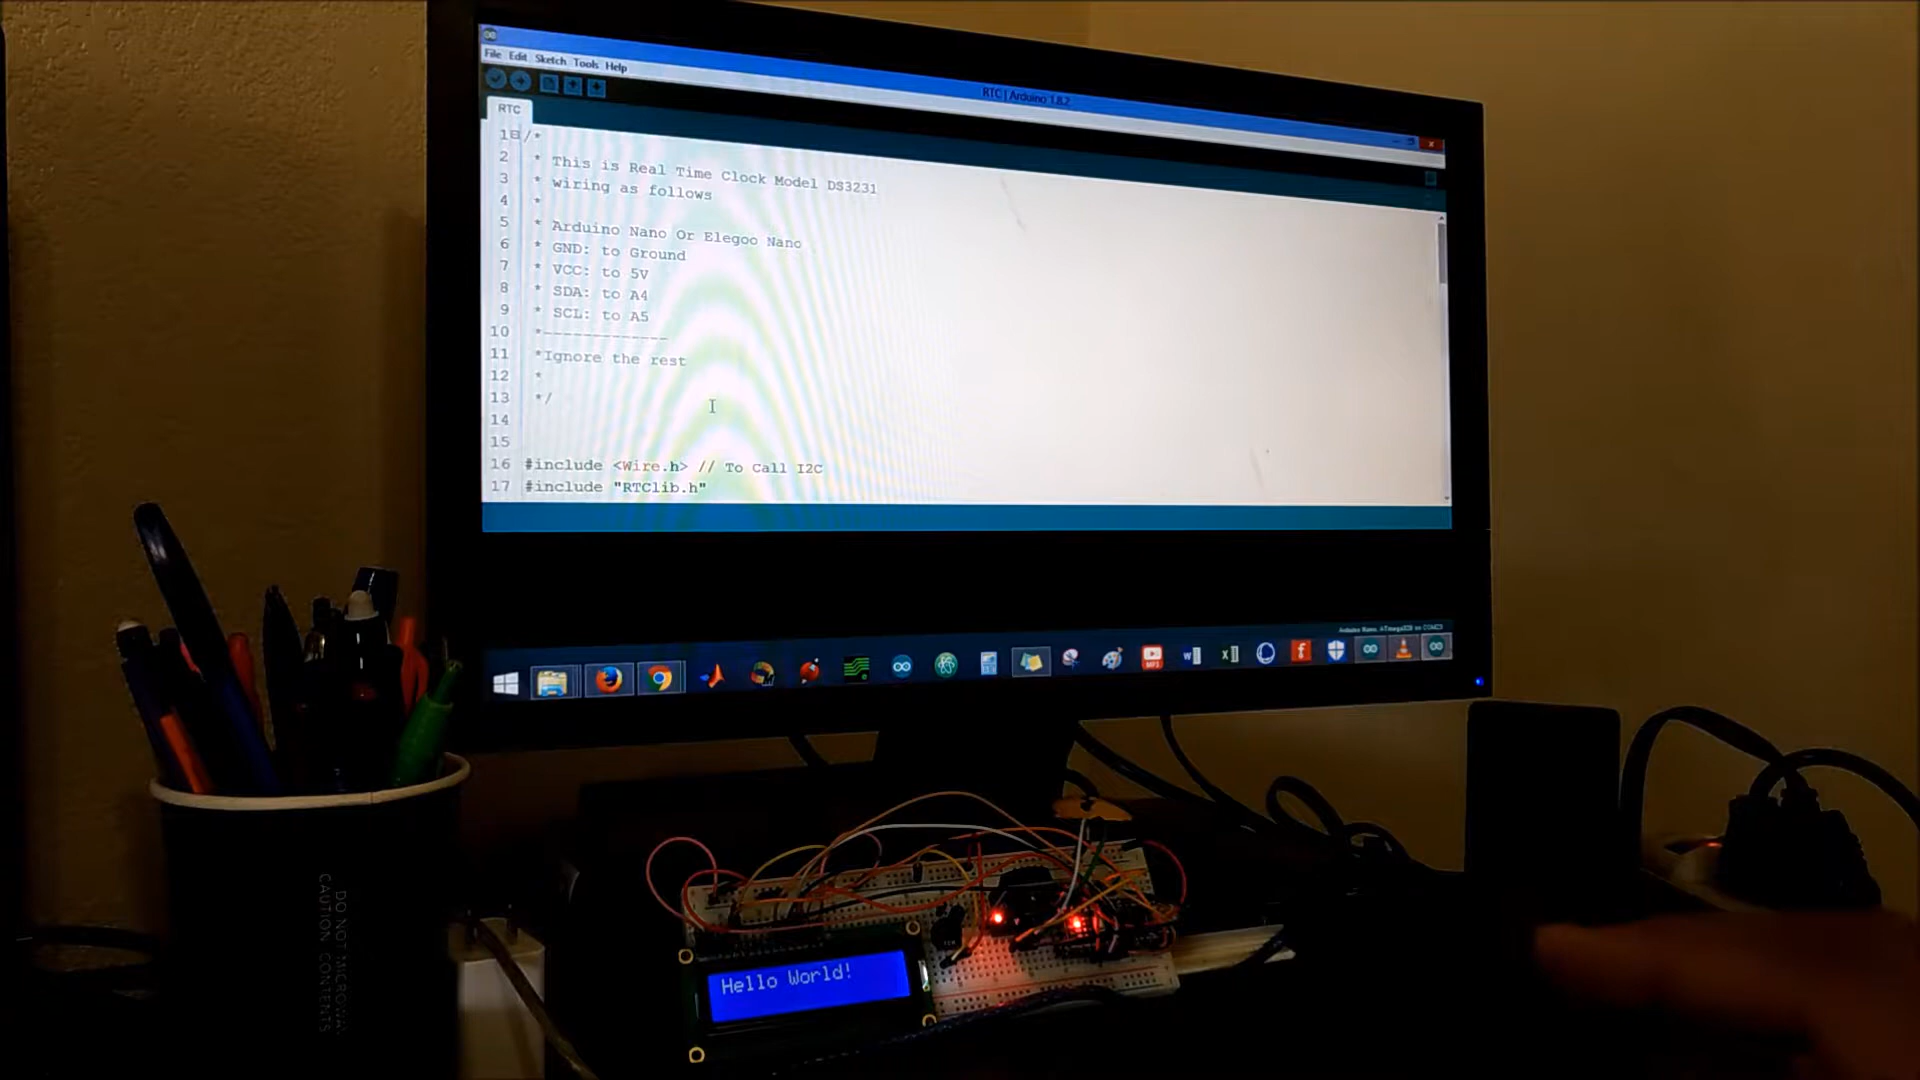 File Edit Sketch Tools Help
RTC | Arduino 1.8.2
RTC
1 /*
2 * This is Real Time Clock Model DS3231
3 * wiring as follows
4 *
5 * Arduino Nano Or Elegoo Nano
6 * GND: to Ground
7 * VCC: to 5V
8 * SDA: to A4
9 * SCL: to A5
10 *-------------
11 *Ignore the rest
12 *
13 */
14
15
16 #include <Wire.h> // To Call I2C
17 #include "RTClib.h"
MP3
Hello World!
DO NOT MICROWAV
CAUTION CONTENTS